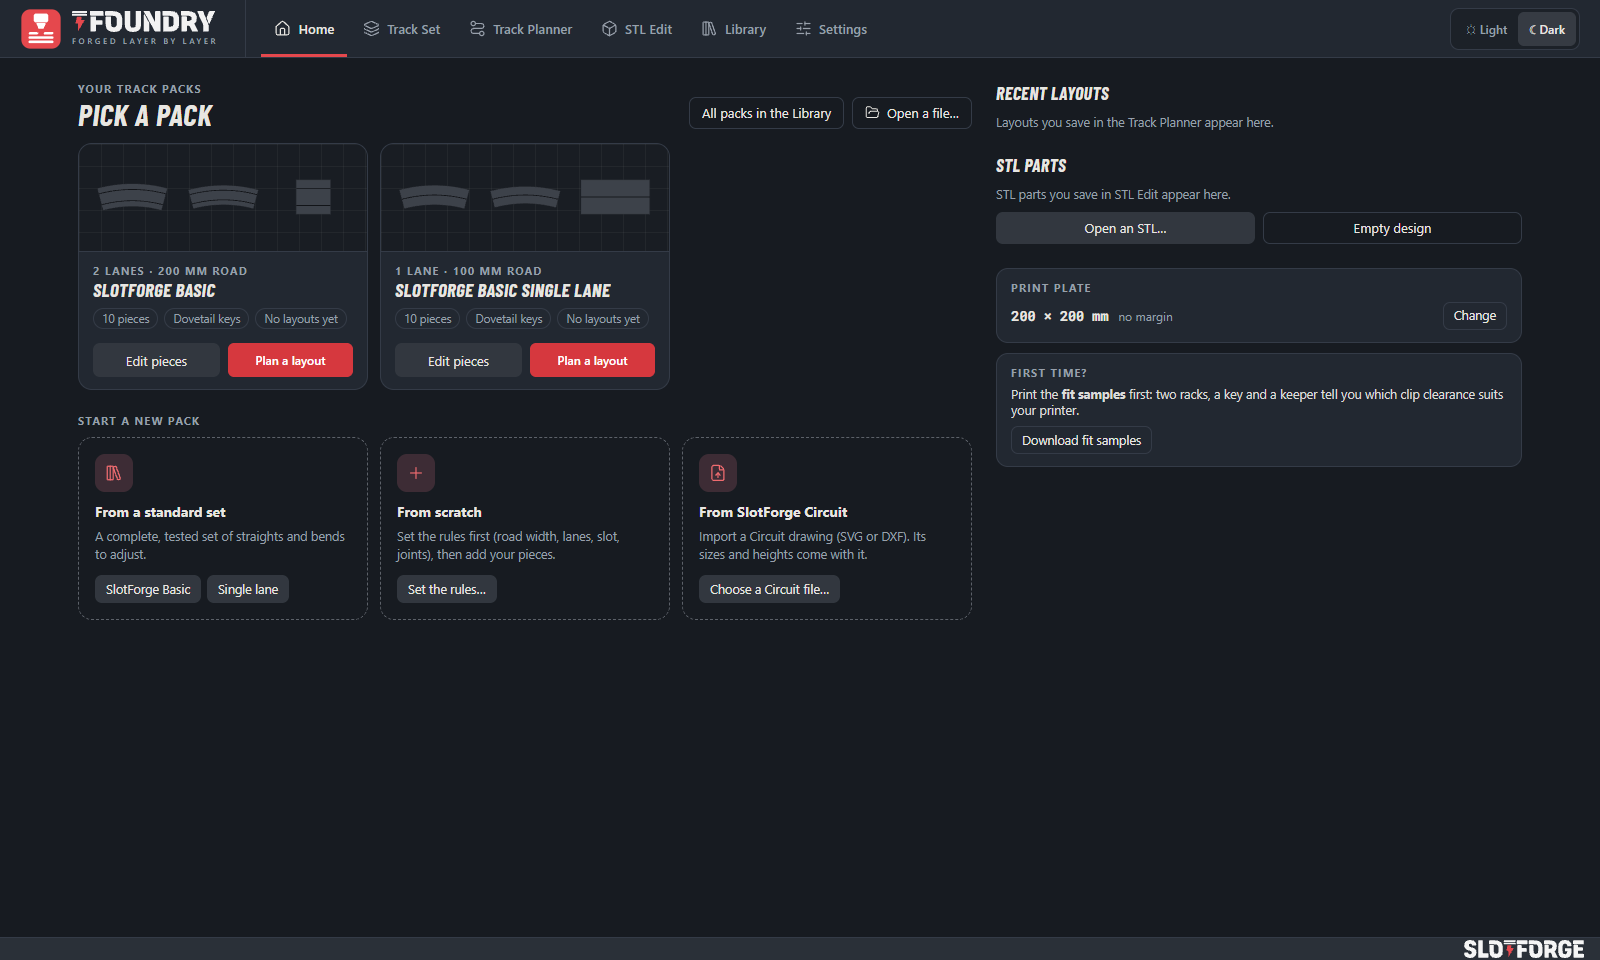 FOUNDRY
FORGED LAYER BY LAYER
Home
Track Set
Track Planner
STL Edit
Library
Settings
Light
Dark
YOUR TRACK PACKS
PICK A PACK
All packs in the Library
Open a file...
2 LANES · 200 MM ROAD
SLOTFORGE BASIC
10 pieces
Dovetail keys
No layouts yet
Edit pieces
Plan a layout
1 LANE · 100 MM ROAD
SLOTFORGE BASIC SINGLE LANE
10 pieces
Dovetail keys
No layouts yet
Edit pieces
Plan a layout
START A NEW PACK
From a standard set
A complete, tested set of straights and bends
to adjust.
SlotForge Basic
Single lane
From scratch
Set the rules first (road width, lanes, slot,
joints), then add your pieces.
Set the rules...
From SlotForge Circuit
Import a Circuit drawing (SVG or DXF). Its
sizes and heights come with it.
Choose a Circuit file...
RECENT LAYOUTS
Layouts you save in the Track Planner appear here.
STL PARTS
STL parts you save in STL Edit appear here.
Open an STL...
Empty design
PRINT PLATE
200 × 200 mm no margin
Change
FIRST TIME?
Print the fit samples first: two racks, a key and a keeper tell you which clip clearance suits
your printer.
Download fit samples
SLOTFORGE